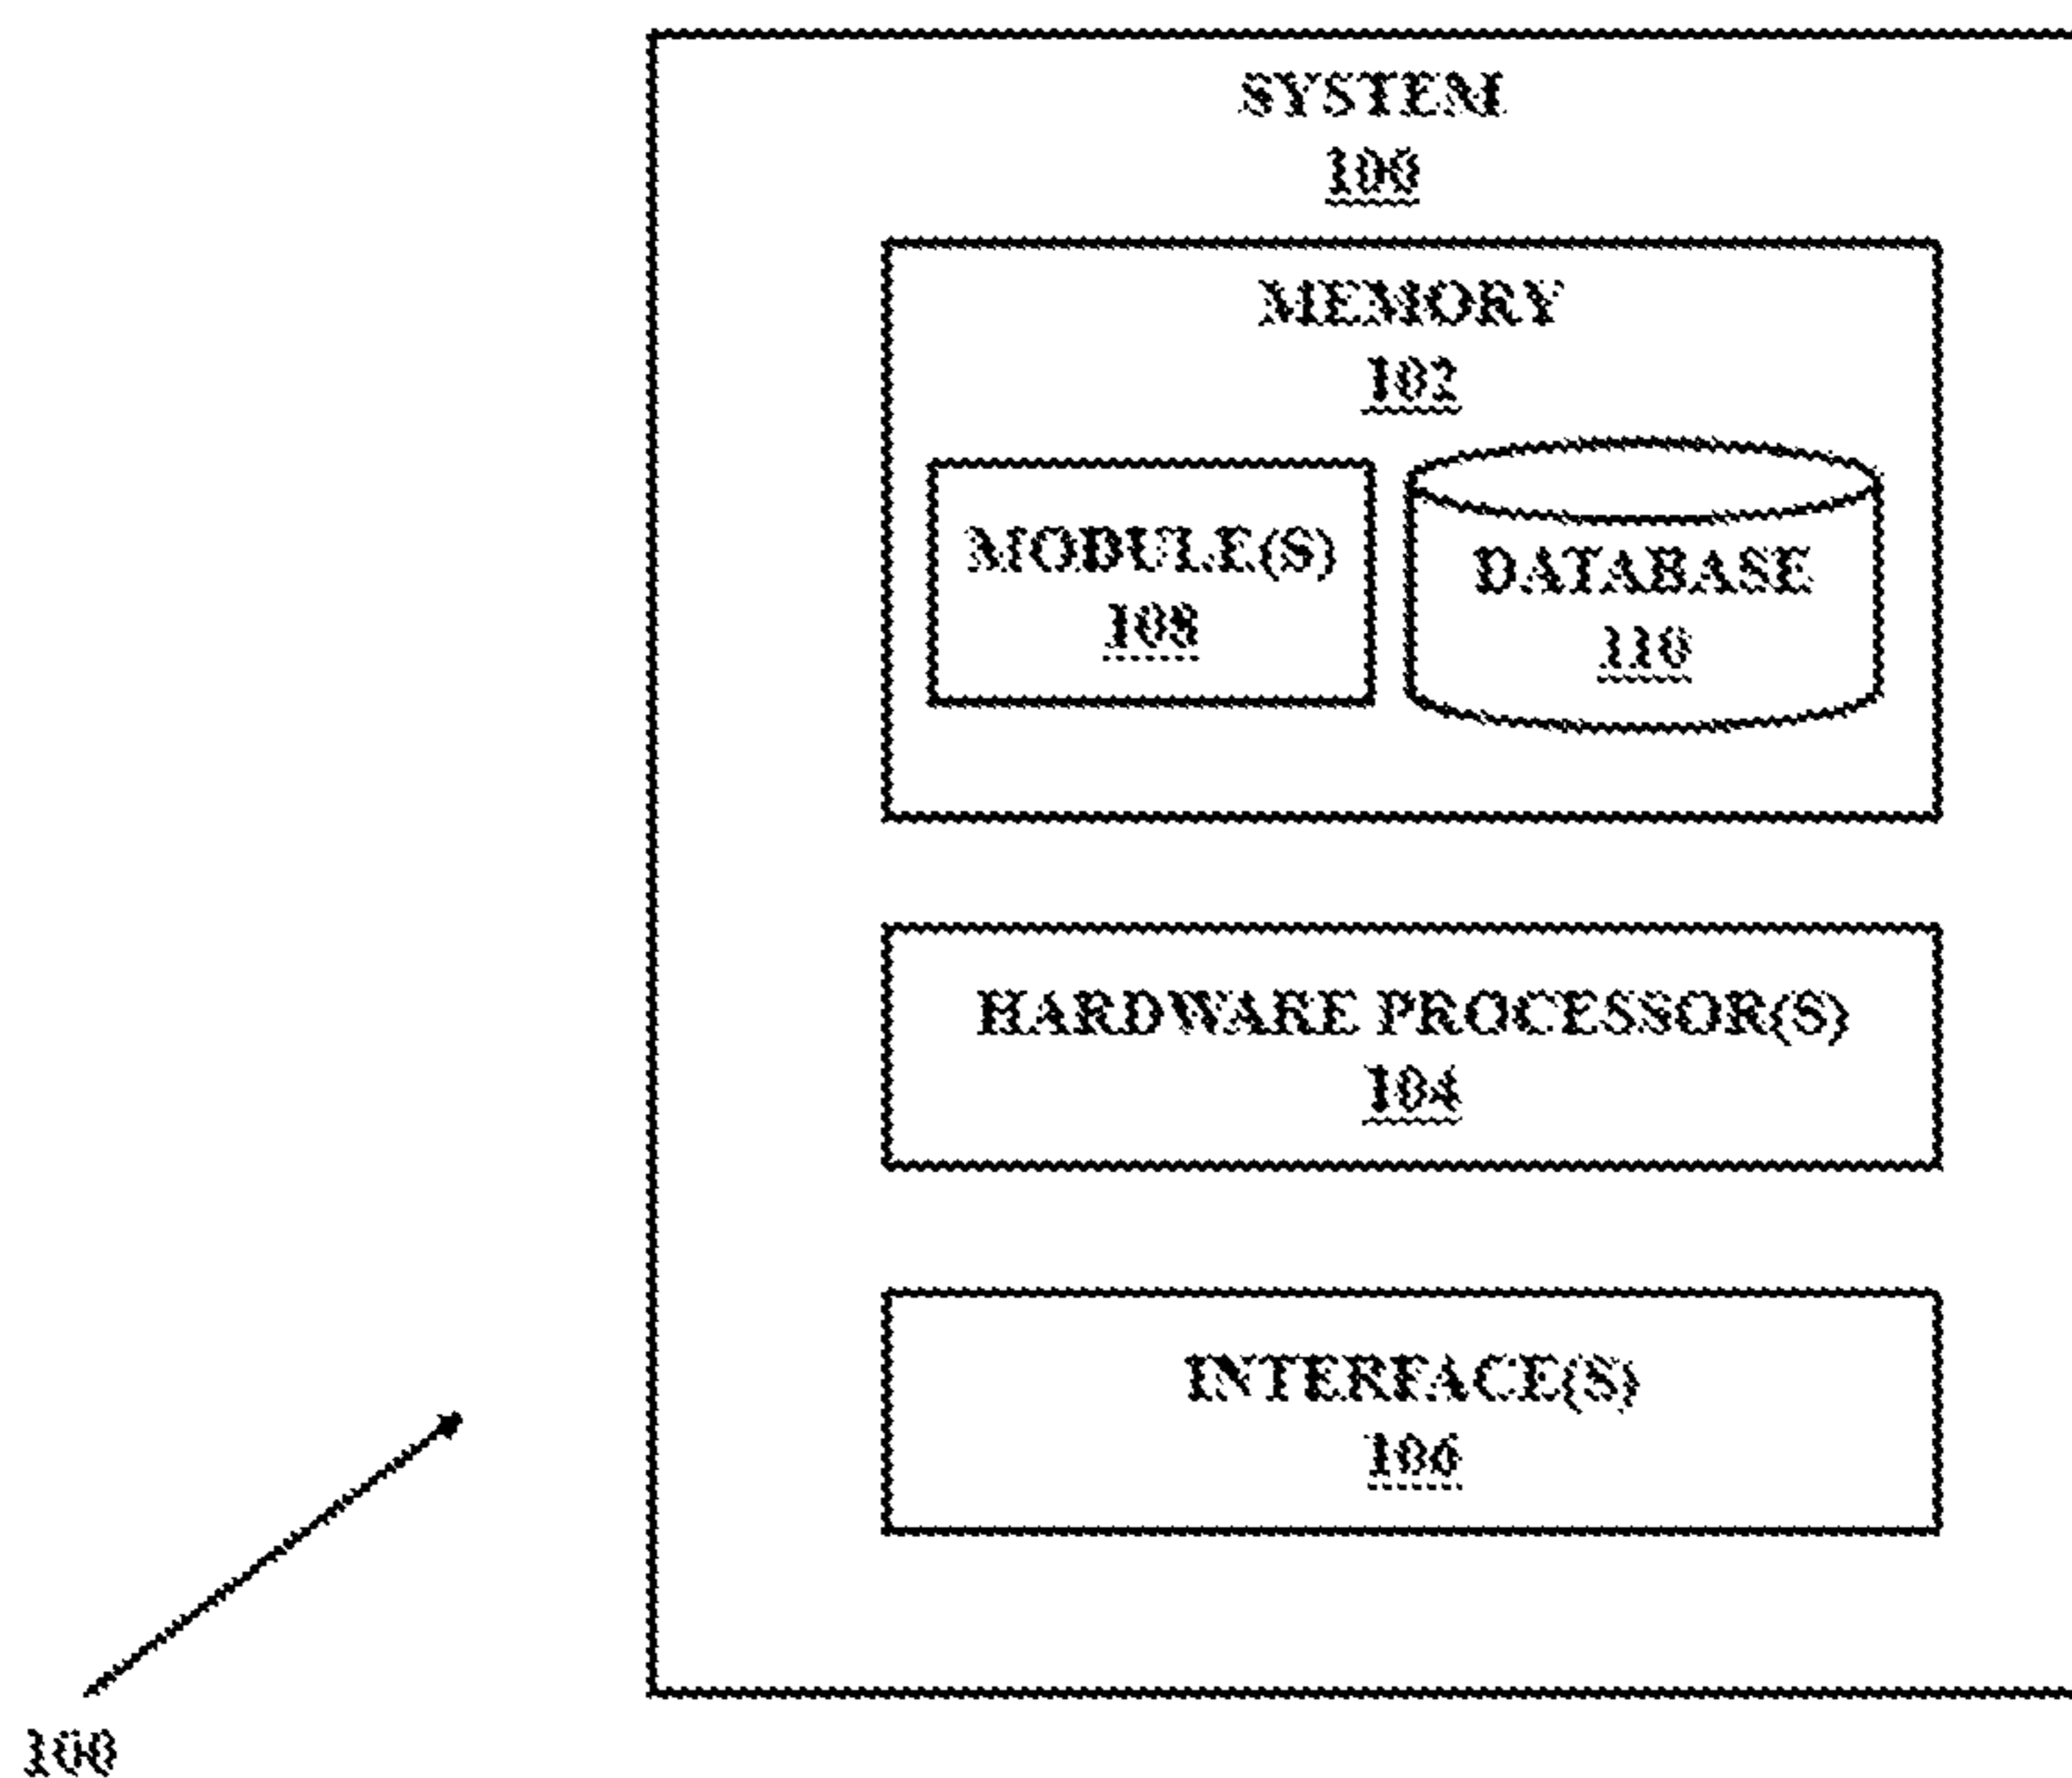 SYSTEM
100
MEMORY
102
MODULE(S)
108
DATABASE
110
HARDWARE PROCESSOR(S)
104
INTERFACE(S)
106
100